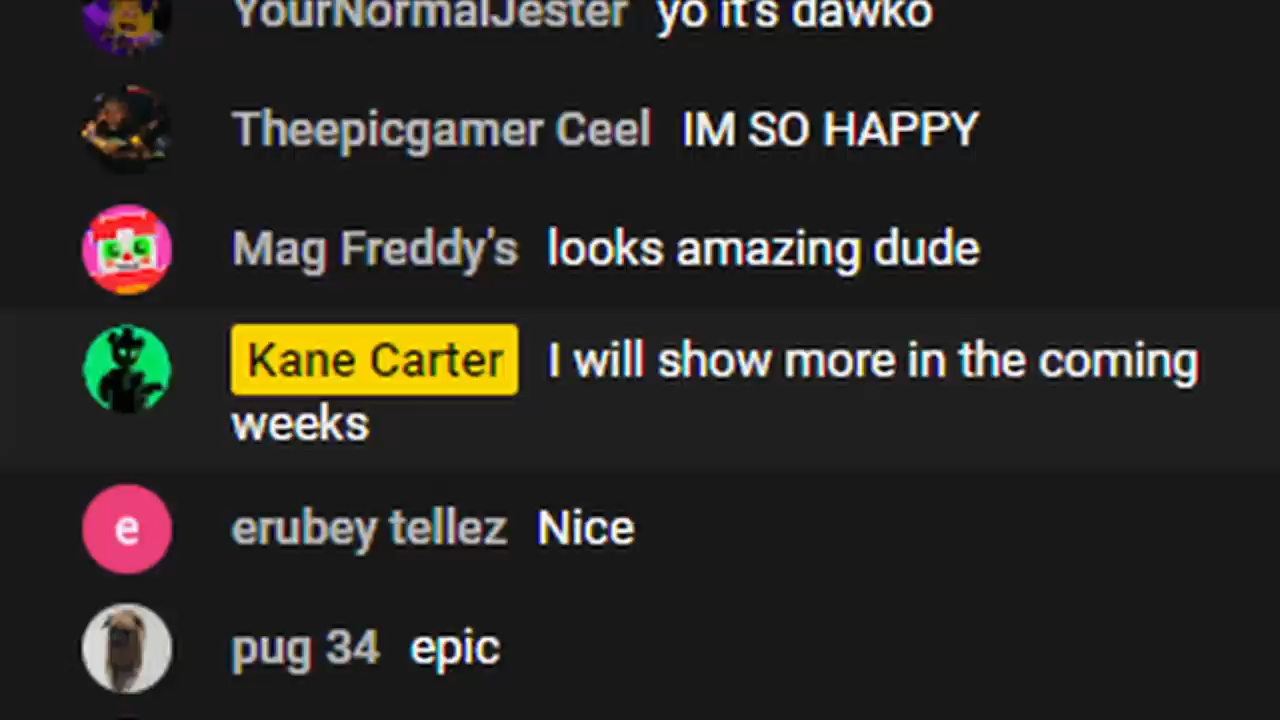 YourNormalJester yo it's dawko
Theepicgamer Ceel IM SO HAPPY
Mag Freddy's looks amazing dude
Kane Carter I will show more in the coming
weeks
e erubey tellez Nice
pug 34 epic